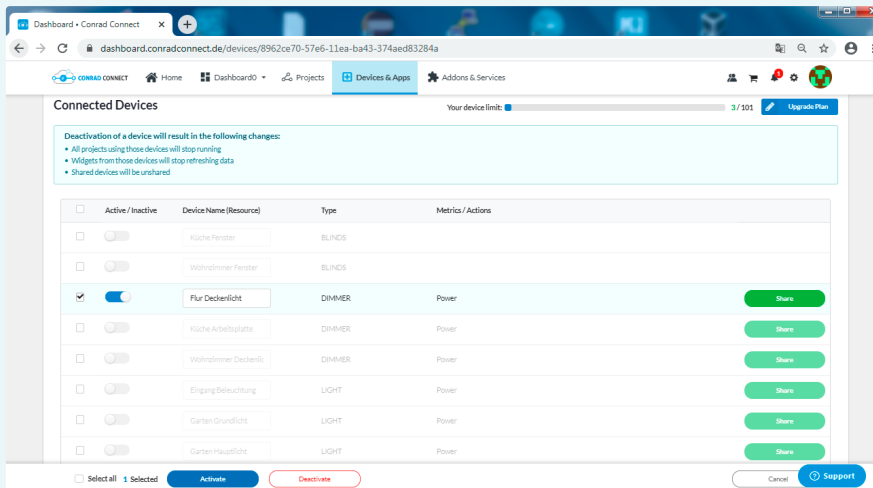 Dashboard • Conrad Connect
dashboard.conradconnect.de/devices/8962ce70-57e6-11ea-ba43-374aed83284a
CONRAD CONNECT Home Dashboard0 Projects Devices & Apps Addons & Services 1
Connected Devices Your device limit: 3 / 101 Upgrade Plan
Deactivation of a device will result in the following changes:
• All projects using those devices will stop running
• Widgets from those devices will stop refreshing data
• Shared devices will be unshared
Active / Inactive Device Name (Resource) Type Metrics / Actions
Küche Fenster BLINDS
Wohnzimmer Fenster BLINDS
Flur Deckenlicht DIMMER Power Share
Küche Arbeitsplatte DIMMER Power Share
Wohnzimmer Deckenli DIMMER Power Share
Eingang Beleuchtung LIGHT Power Share
Garten Grundlicht LIGHT Power Share
Garten Hauptlicht LIGHT Power Share
Select all 1 Selected Activate Deactivate Cancel Support